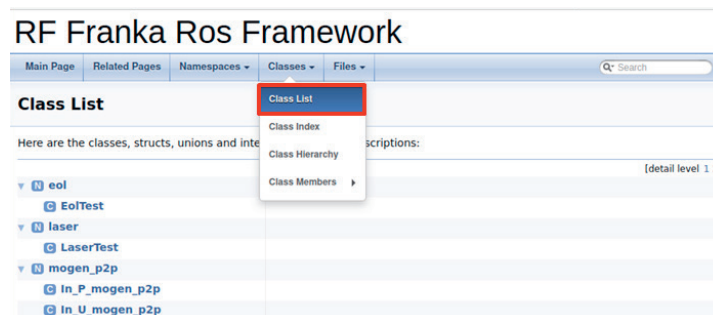 RF Franka Ros Framework
Main Page Related Pages Namespaces Classes Files Search
Class List
Class List
Class Index
Here are the classes, structs, unions and inte scriptions:
Class Hierarchy
[detail level 1
Class Members
N eol
C EolTest
N laser
C LaserTest
N mogen_p2p
C In_P_mogen_p2p
C In_U_mogen_p2p